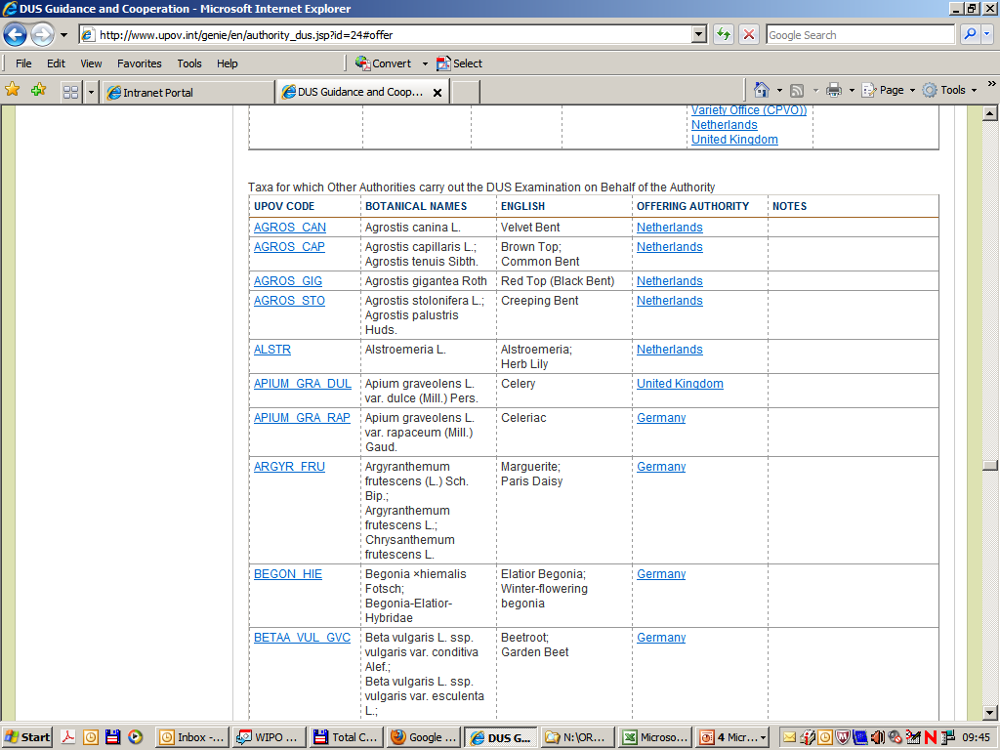 DUS Guidance and Cooperation - Microsoft Internet Explorer
http://www.upov.int/genie/en/authority_dus.jsp?id=24#offer
Google Search
File Edit View Favorites Tools Help
Convert Select
Intranet Portal
DUS Guidance and Coop...
Page Tools
Variety Office (CPVO))
Netherlands
United Kingdom
Taxa for which Other Authorities carry out the DUS Examination on Behalf of the Authority
UPOV CODE BOTANICAL NAMES ENGLISH OFFERING AUTHORITY NOTES
AGROS_CAN Agrostis canina L. Velvet Bent Netherlands
AGROS_CAP Agrostis capillaris L.; Brown Top; Netherlands
Agrostis tenuis Sibth. Common Bent
AGROS_GIG Agrostis gigantea Roth Red Top (Black Bent) Netherlands
AGROS_STO Agrostis stolonifera L.; Creeping Bent Netherlands
Agrostis palustris
Huds.
ALSTR Alstroemeria L. Alstroemeria; Netherlands
Herb Lily
APIUM_GRA_DUL Apium graveolens L. Celery United Kingdom
var. dulce (Mill.) Pers.
APIUM_GRA_RAP Apium graveolens L. Celeriac Germany
var. rapaceum (Mill.)
Gaud.
ARGYR_FRU Argyranthemum Marguerite; Germany
frutescens (L.) Sch. Paris Daisy
Bip.;
Argyranthemum
frutescens L.;
Chrysanthemum
frutescens L.
BEGON_HIE Begonia ×hiemalis Elatior Begonia; Germany
Fotsch; Winter-flowering
Begonia-Elatior- begonia
Hybridae
BETAA_VUL_GVC Beta vulgaris L. ssp. Beetroot; Germany
vulgaris var. conditiva Garden Beet
Alef.;
Beta vulgaris L. ssp.
vulgaris var. esculenta
L.;
Start Inbox -... WIPO ... Total C... Google ... DUS G... N:\OR... Microso... 4 Micr... 09:45